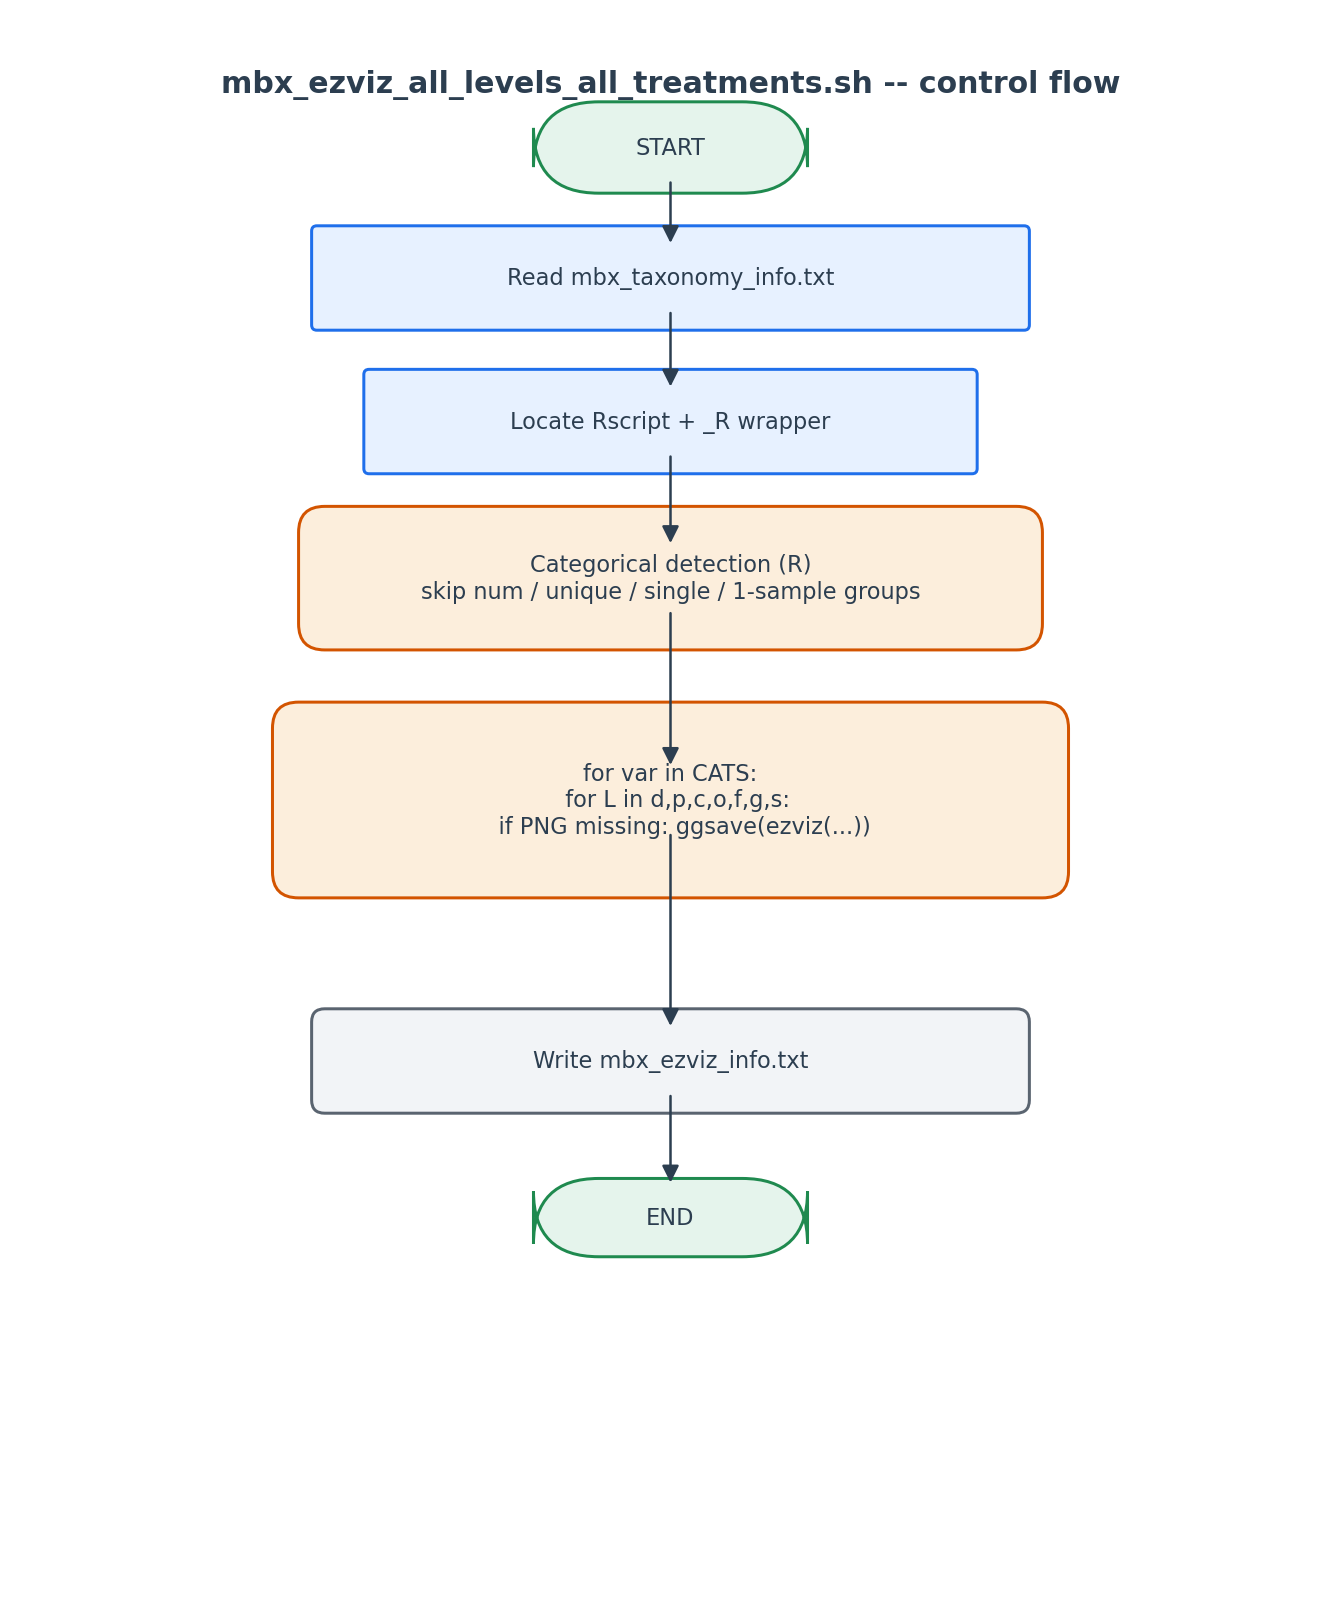 mbx_ezviz_all_levels_all_treatments.sh -- control flow
START
Read mbx_taxonomy_info.txt
Locate Rscript + _R wrapper
Categorical detection (R)
skip num / unique / single / 1-sample groups
for var in CATS:
for L in d,p,c,o,f,g,s:
if PNG missing: ggsave(ezviz(...))
Write mbx_ezviz_info.txt
END